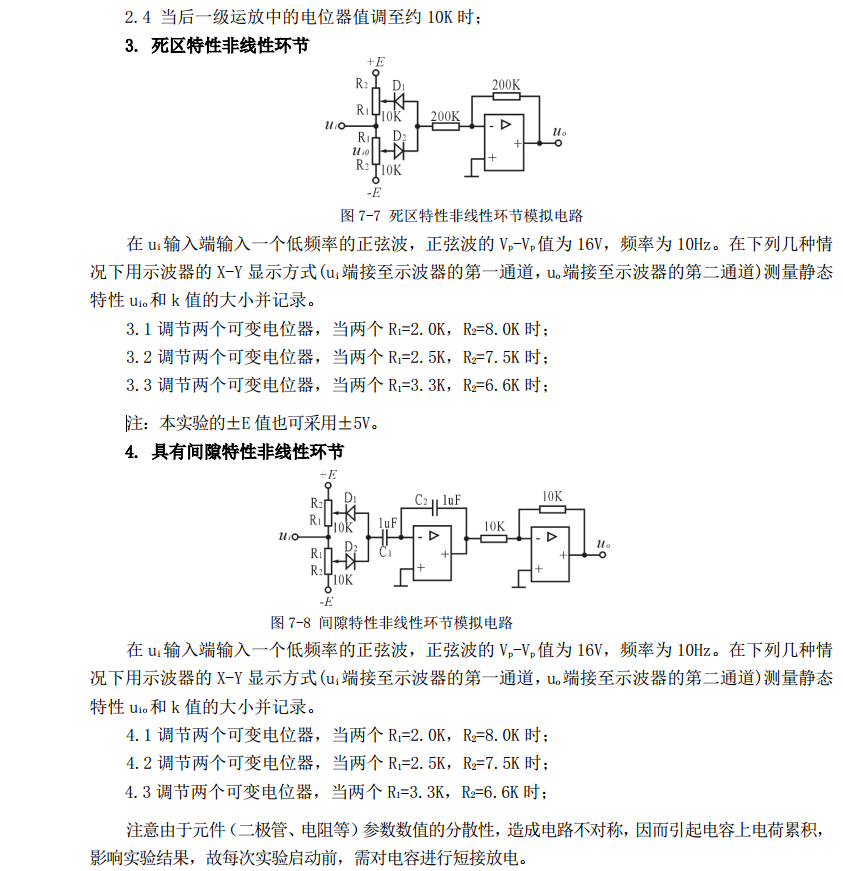 2.4 当后一级运放中的电位器值调至约 10K 时;
3. 死区特性非线性环节
+E
R₂ D₁ 200K
R₁ 10K 200K
uᵢ
R₁ D₂ uₒ
uᵢ₀
R₂ 10K
-E
图 7-7 死区特性非线性环节模拟电路
在 uᵢ 输入端输入一个低频率的正弦波，正弦波的 Vₚ-Vₚ 值为 16V，频率为 10Hz。在下列几种情
况下用示波器的 X-Y 显示方式(uᵢ 端接至示波器的第一通道，uₒ 端接至示波器的第二通道)测量静态
特性 uᵢₒ 和 k 值的大小并记录。
3.1 调节两个可变电位器，当两个 R₁=2.0K，R₂=8.0K 时;
3.2 调节两个可变电位器，当两个 R₁=2.5K，R₂=7.5K 时;
3.3 调节两个可变电位器，当两个 R₁=3.3K，R₂=6.6K 时;
注：本实验的±E 值也可采用±5V。
4. 具有间隙特性非线性环节
+E
R₂ D₁ C₂ 1uF 10K
R₁ 10K 1uF 10K
uᵢ
R₁ D₂ C₁ uₒ
R₂ 10K
-E
图 7-8 间隙特性非线性环节模拟电路
在 uᵢ 输入端输入一个低频率的正弦波，正弦波的 Vₚ-Vₚ 值为 16V，频率为 10Hz。在下列几种情
况下用示波器的 X-Y 显示方式(uᵢ 端接至示波器的第一通道，uₒ 端接至示波器的第二通道)测量静态
特性 uᵢₒ 和 k 值的大小并记录。
4.1 调节两个可变电位器，当两个 R₁=2.0K，R₂=8.0K 时;
4.2 调节两个可变电位器，当两个 R₁=2.5K，R₂=7.5K 时;
4.3 调节两个可变电位器，当两个 R₁=3.3K，R₂=6.6K 时;
注意由于元件(二极管、电阻等)参数数值的分散性，造成电路不对称，因而引起电容上电荷累积，
影响实验结果，故每次实验启动前，需对电容进行短接放电。